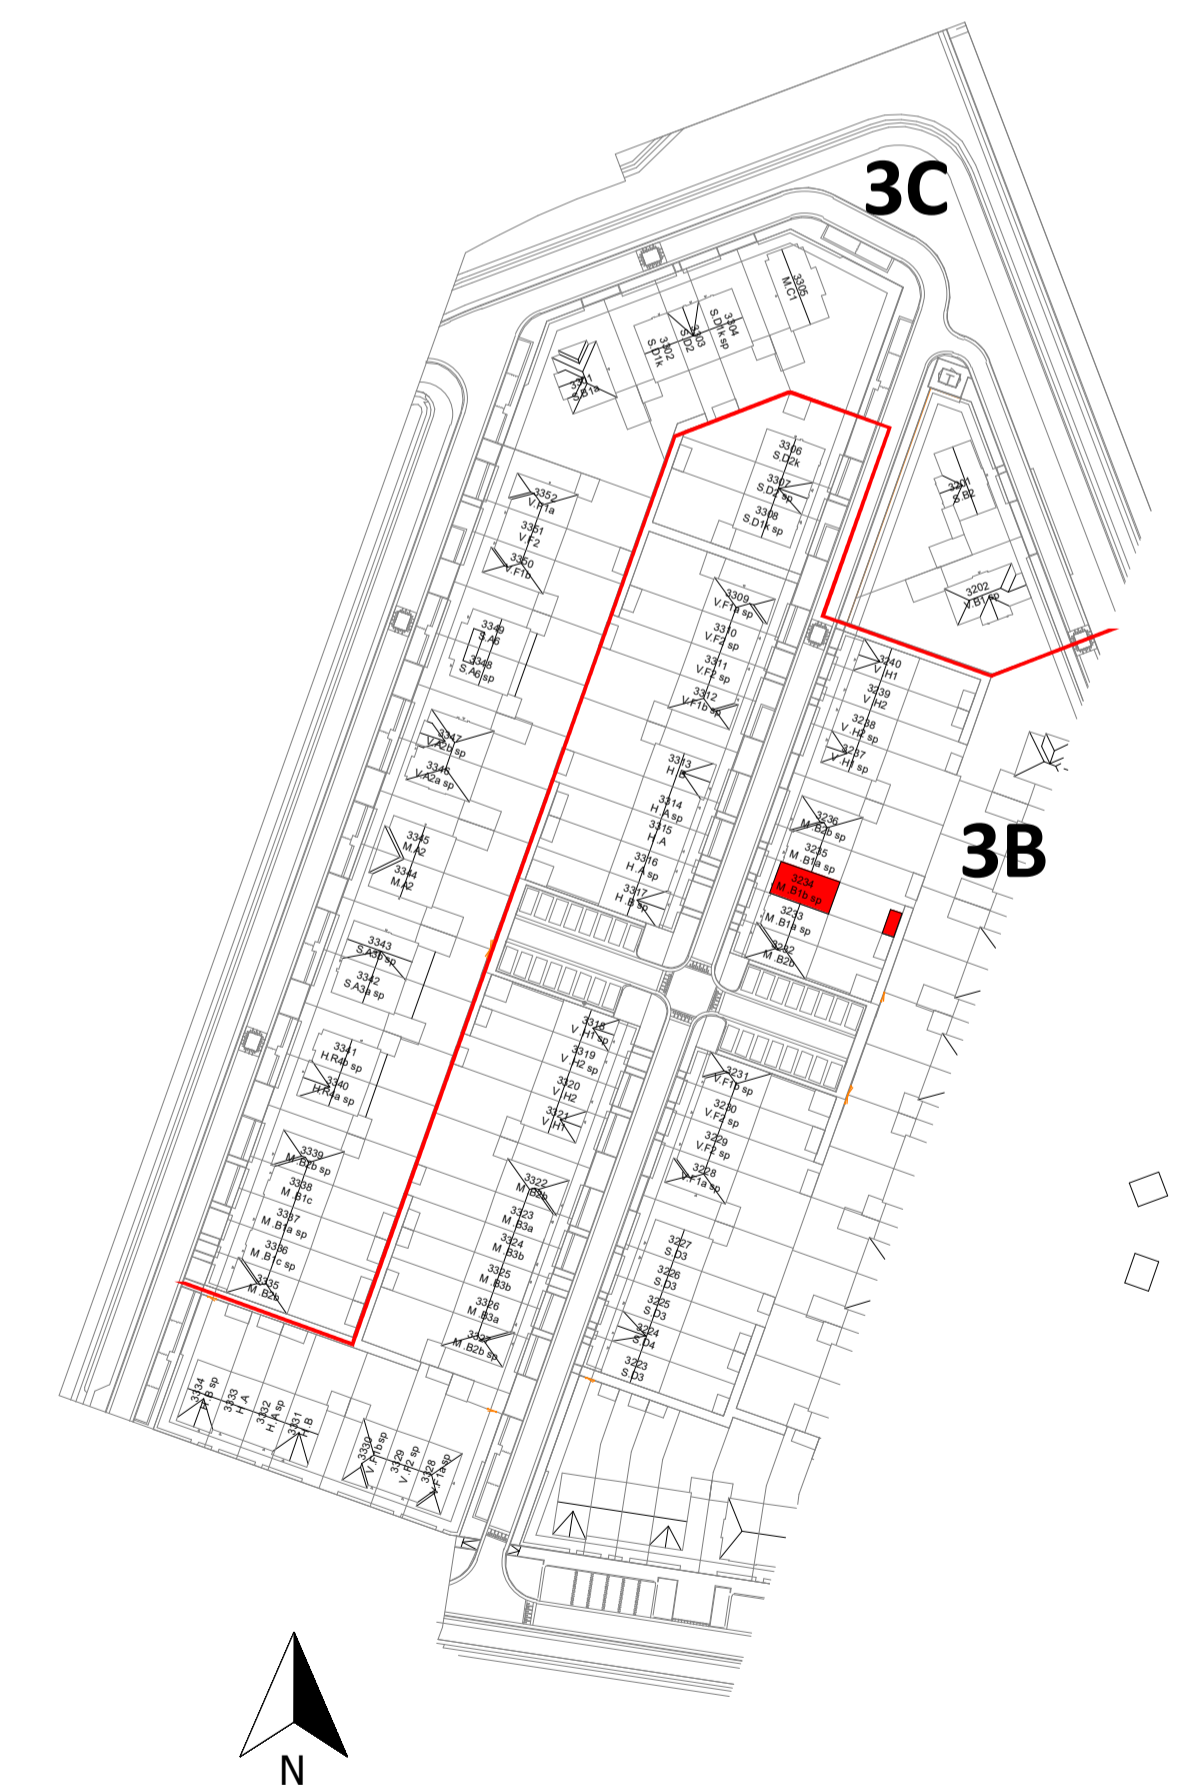 3C
3305
M.C1
3304
S.D1k sp
3303
S.D2
3302
S.D1k
3301
S.B1a
T
3306
S.D2k
3307
S.D2 sp
3308
S.D1k sp
3201
S.B2
3202
V.B1 sp
3352
V.F1a
3351
V.F2
3350
V.F1b
3349
S.A6
3348
S.A6 sp
3347
V.A2b sp
3346
V.A2a sp
3345
M.A2
3344
M.A2
3343
S.A3b sp
3342
S.A3a sp
3341
H.R4b sp
3340
H.R4a sp
3339
M.B2b sp
3338
M.B1c
3337
M.B1a sp
3336
M.B1c sp
3335
M.B2b
3309
V.F1a sp
3310
V.F2 sp
3311
V.F2 sp
3312
V.F1b sp
3313
H.B
3314
H.A sp
3315
H.A
3316
H.A sp
3317
H.B sp
3318
V.H1 sp
3319
V.H2 sp
3320
V.H2
3321
V.H1
3322
M.B2b
3323
M.B3a
3324
M.B3b
3325
M.B3b
3326
M.B3a
3327
M.B2b sp
3240
V.H1
3239
V.H2
3238
V.H2 sp
3237
V.H1 sp
3236
M.B2b sp
3235
M.B1a sp
3234
M.B1b sp
3233
M.B1a sp
3232
M.B2b
3B
3231
V.F1b sp
3230
V.F2 sp
3229
V.F2 sp
3228
V.F1a sp
3227
S.D3
3226
S.D3
3225
S.D3
3224
S.D4
3223
S.D3
3334
H.B sp
3333
H.A
3332
H.A sp
3331
H.B
3330
V.F1b sp
3329
V.F2 sp
3328
V.F1a sp
N